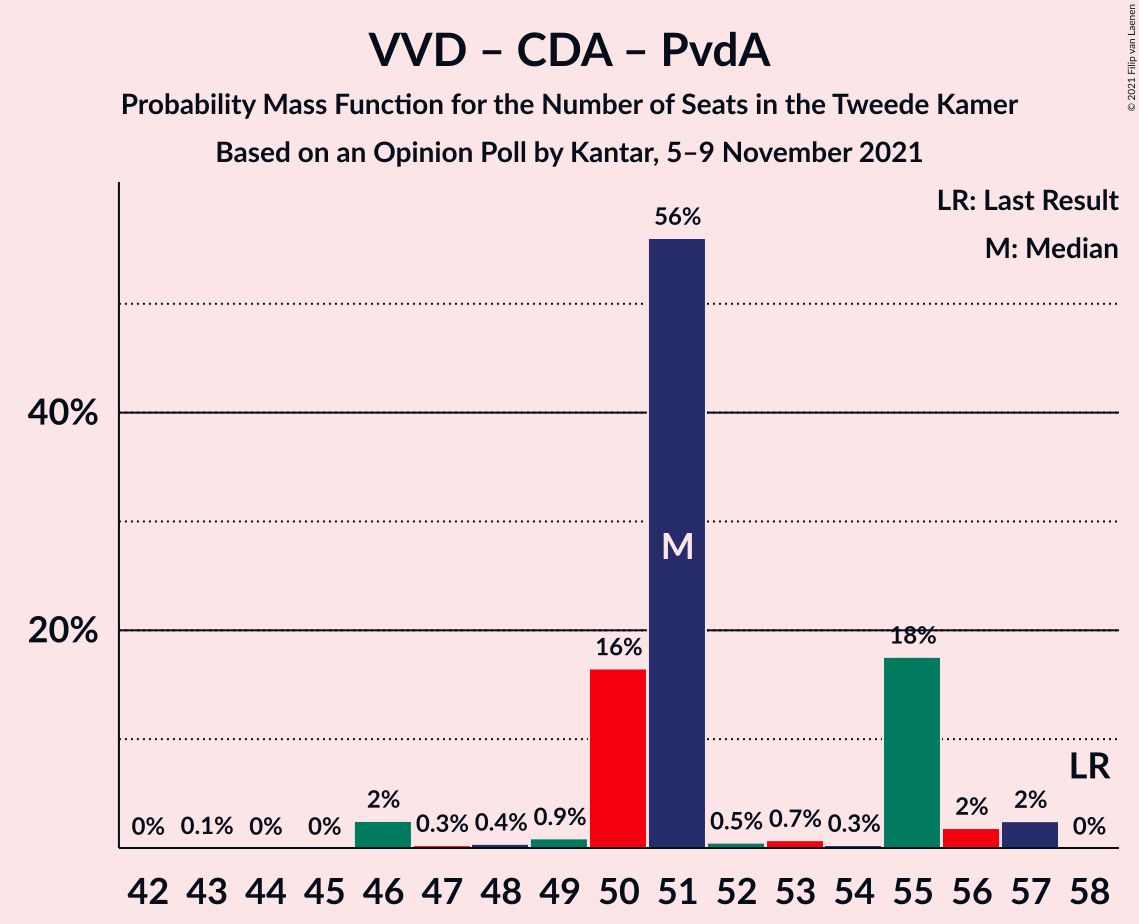 VVD – CDA – PvdA
Probability Mass Function for the Number of Seats in the Tweede Kamer
Based on an Opinion Poll by Kantar, 5–9 November 2021
© 2021 Filip van Laenen
LR: Last Result
M: Median
56%
40%
M
20%
16%
18%
LR
0%
0.1%
0%
0%
2%
0.3%
0.4%
0.9%
0.5%
0.7%
0.3%
2%
2%
0%
42 43 44 45 46 47 48 49 50 51 52 53 54 55 56 57 58